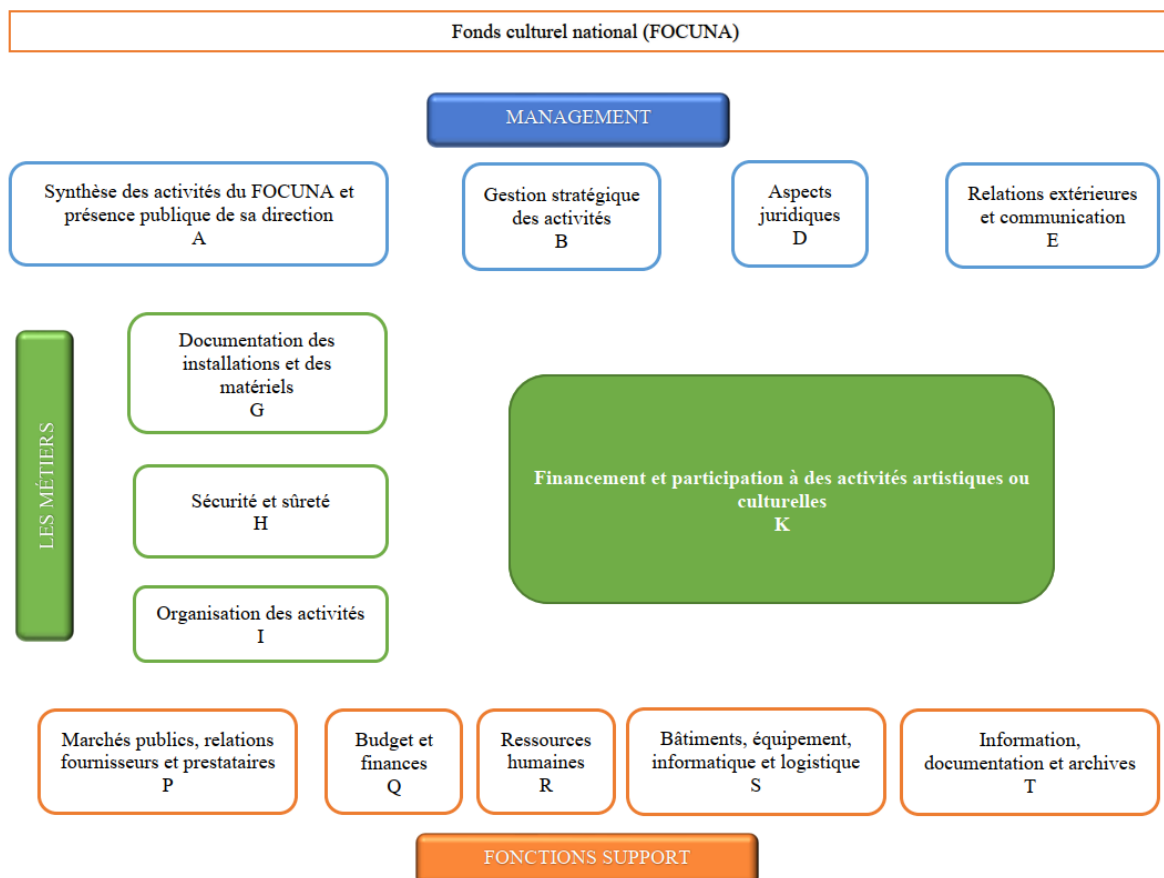 Fonds culturel national (FOCUNA)
MANAGEMENT
Synthèse des activités du FOCUNA et
présence publique de sa direction
A
Gestion stratégique
des activités
B
Aspects
juridiques
D
Relations extérieures
et communication
E
LES MÉTIERS
Documentation des
installations et des
matériels
G
Sécurité et sûreté
H
Organisation des activités
I
Financement et participation à des activités artistiques ou
culturelles
K
Marchés publics, relations
fournisseurs et prestataires
P
Budget et
finances
Q
Ressources
humaines
R
Bâtiments, équipement,
informatique et logistique
S
Information,
documentation et archives
T
FONCTIONS SUPPORT